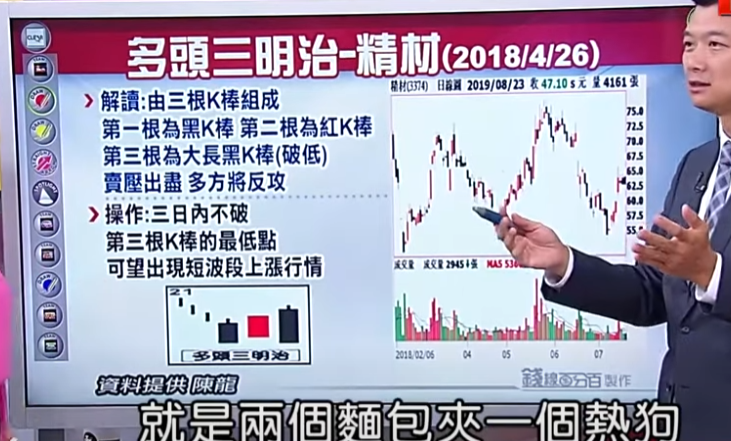 多頭三明治-精材(2018/4/26)
解讀:由三根K棒組成
第一根為黑K棒 第二根為紅K棒
第三根為大長黑K棒(破低)
賣壓出盡 多方將反攻
操作:三日內不破
第三根K棒的最低點
可望出現短波段上漲行情
21
多頭三明治
資料提供 陳龍
精材(3374) 日線圖 2019/08/23 收 47.10 s 元 量 4161 張
75.0
72.5
70.0
67.5
65.0
62.5
60.0
57.5
55.0
成交量 成交量 2945 張 MA5
800
600
400
200
2018/02/06 04 05 06 07
錢線百分百 製作
就是兩個麵包夾一個熱狗